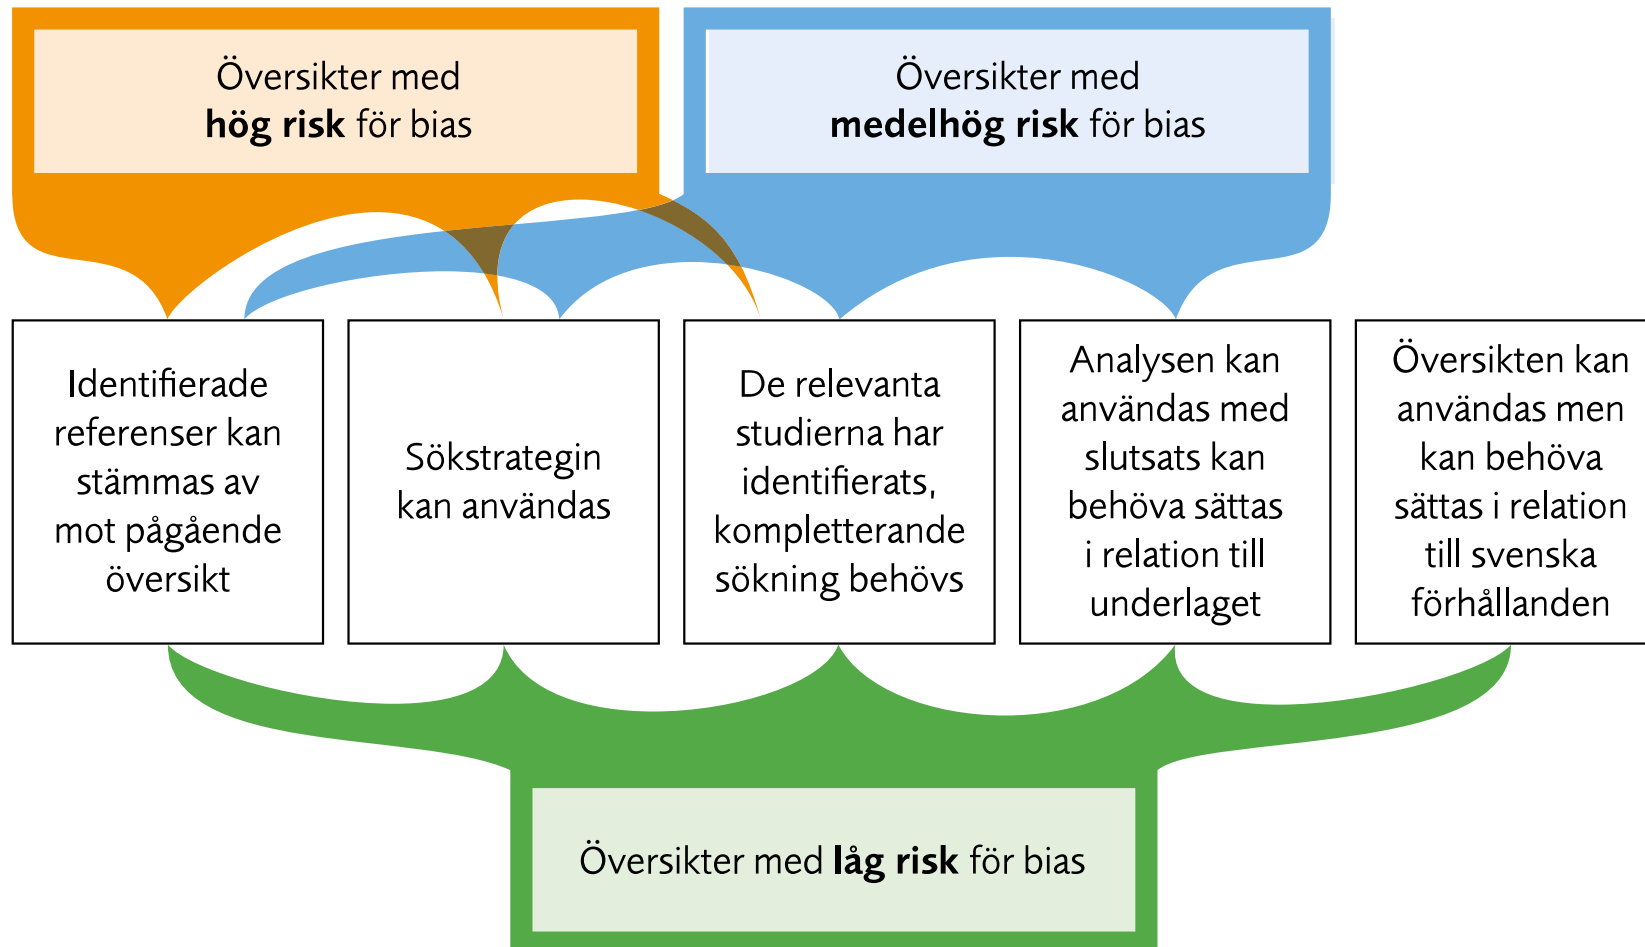 Översikter med
hög risk för bias
Översikter med
medelhög risk för bias
Identifierade
referenser kan
stämmas av
mot pågående
översikt
Sökstrategin
kan användas
De relevanta
studierna har
identifierats,
kompletterande
sökning behövs
Analysen kan
användas med
slutsats kan
behöva sättas
i relation till
underlaget
Översikten kan
användas men
kan behöva
sättas i relation
till svenska
förhållanden
Översikter med låg risk för bias